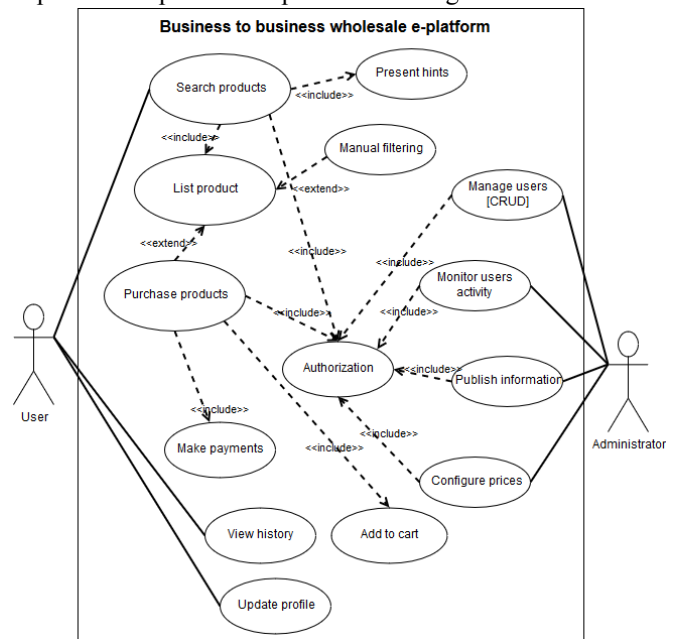 Business to business wholesale e-platform
Search products
Present hints
<<include>>
<<include>>
Manual filtering
List product
<<extend>>
Manage users
[CRUD]
<<extend>>
<<include>>
Monitor users
activity
Purchase products
<<include>>
<<include>>
User
Authorization
<<include>>
Publish information
<<include>>
<<include>>
<<include>>
Administrator
Make payments
Configure prices
View history
Add to cart
Update profile